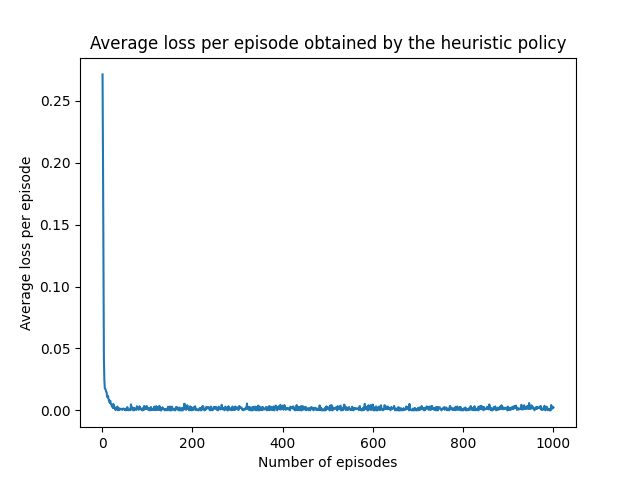 Average loss per episode obtained by the heuristic policy
0.25
0.20
0.15
0.10
0.05
0.00
Average loss per episode
0 200 400 600 800 1000
Number of episodes